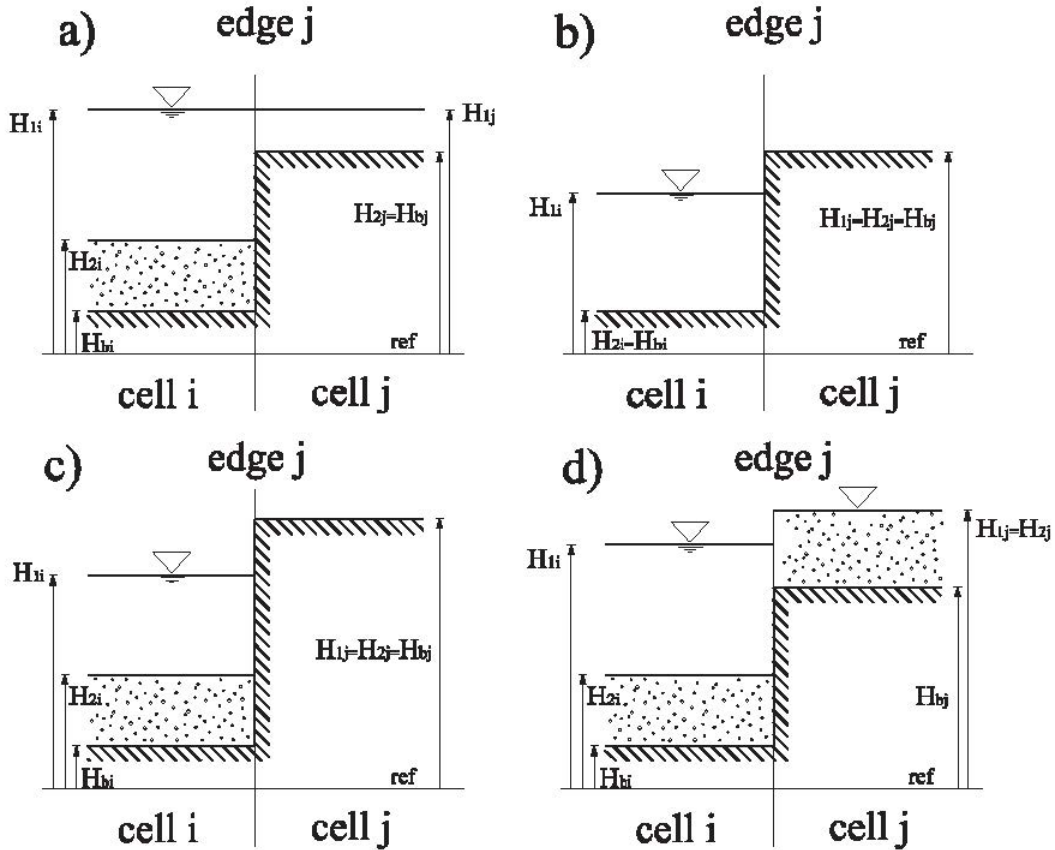 a)
edge j
H1i
H1j
H2j=Hbj
H2i
Hbi
ref
cell i
cell j
b)
edge j
H1i
H1j=H2j=Hbj
H2i=Hbi
ref
cell i
cell j
c)
edge j
H1i
H1j=H2j=Hbj
H2i
Hbi
ref
cell i
cell j
d)
edge j
H1i
H1j=H2j
H2i
Hbj
Hbi
ref
cell i
cell j